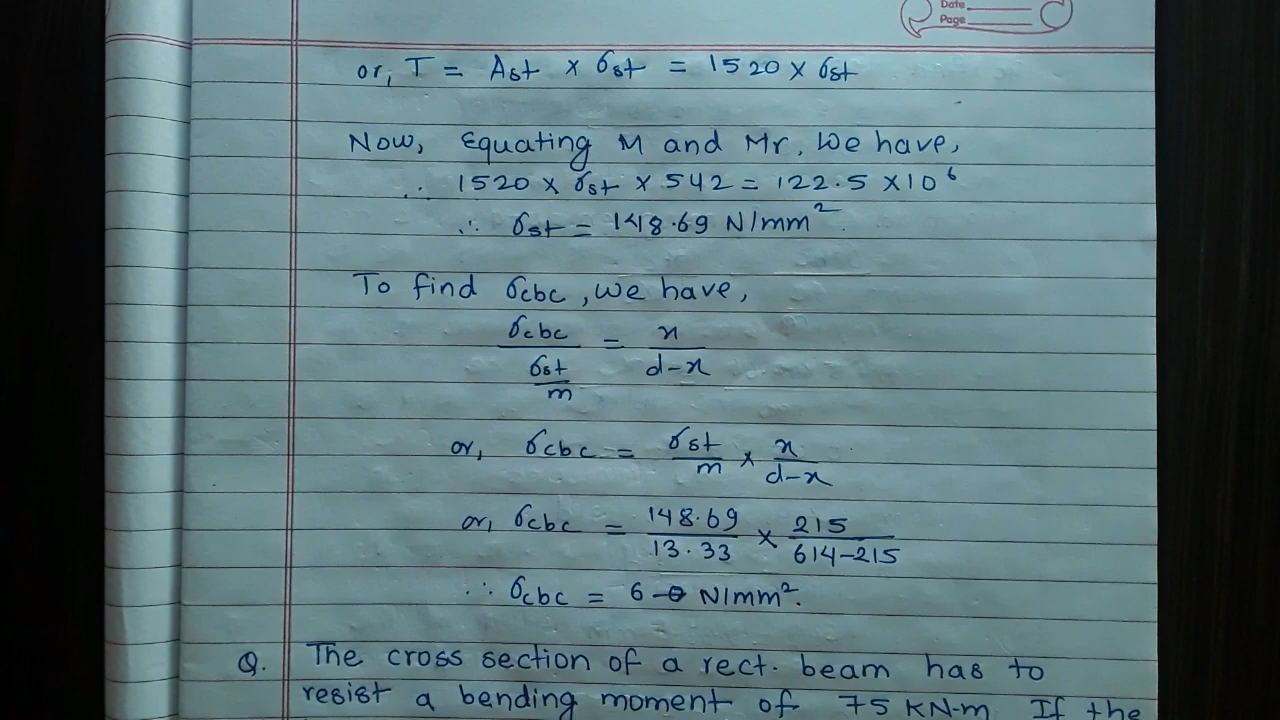 Date
Page
or, T = Ast × σst = 1520 × σst
Now, Equating M and Mr, We have,
∴ 1520 × σst × 542 = 122.5 × 10⁶
∴ σst = 148.69 N/mm².
To find σcbc, we have,
σcbc / (σst / m) = x / (d-x)
or, σcbc = σst / m × x / (d-x)
or, σcbc = 148.69 / 13.33 × 215 / (614-215)
∴ σcbc = 6 N/mm².
Q. The cross section of a rect. beam has to
resist a bending moment of 75 KN-m If the